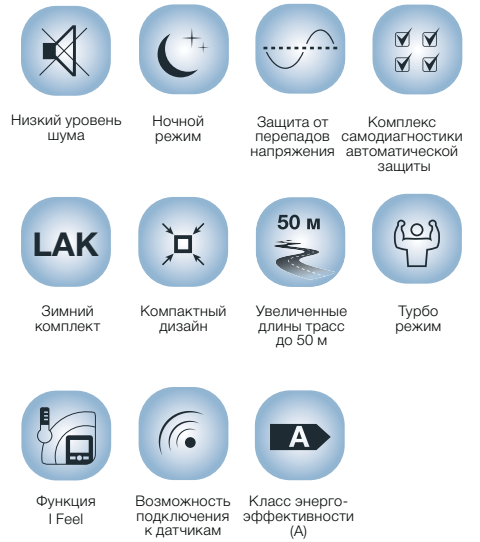 Низкий уровень
шума
Ночной
режим
Защита от
перепадов
напряжения
Комплекс
самодиагностики
автоматической
защиты
LAK
50 м
Зимний
комплект
Компактный
дизайн
Увеличенные
длины трасс
до 50 м
Турбо
режим
A
Функция
I Feel
Возможность
подключения
к датчикам
Класс энерго-
эффективности
(A)